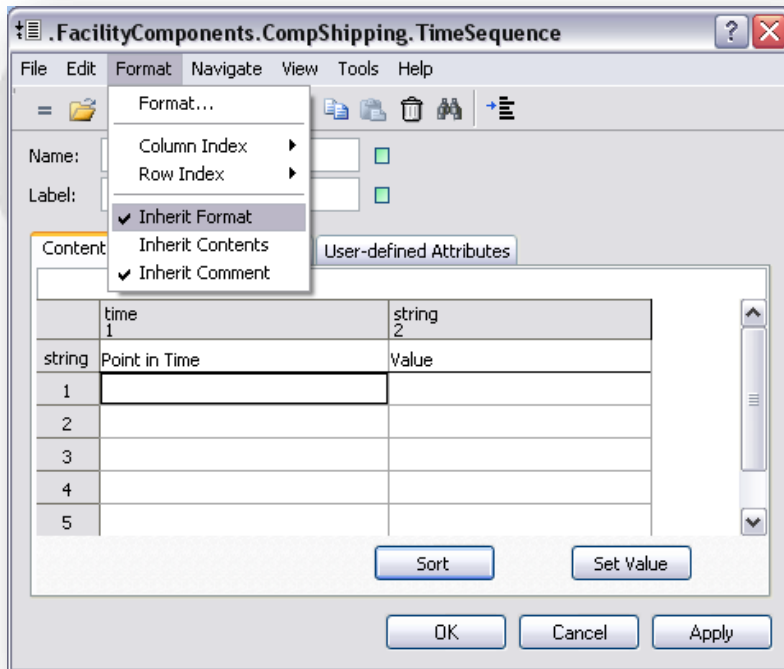 .FacilityComponents.CompShipping.TimeSequence
File Edit Format Navigate View Tools Help
Format...
Name:
Column Index
Row Index
Label:
Inherit Format
Content
Inherit Contents
User-defined Attributes
Inherit Comment
time string
1 2
string Point in Time Value
1
2
3
4
5
Sort Set Value
OK Cancel Apply